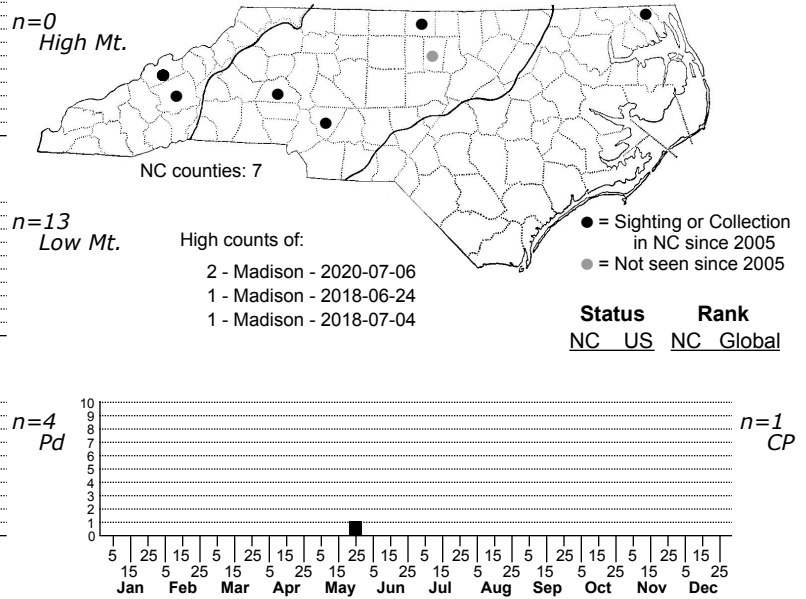 n=0
High Mt.
NC counties: 7
n=13
Low Mt.
High counts of:
2 - Madison - 2020-07-06
1 - Madison - 2018-06-24
1 - Madison - 2018-07-04
= Sighting or Collection
in NC since 2005
= Not seen since 2005
Status Rank
NC US NC Global
n=4
Pd
n=1
CP
10
9
8
7
6
5
4
3
2
1
0
5 25 15 5 25 15 5 25 15 5 25 15 5 25 15 5 25 15
15 5 25 15 5 25 15 5 25 15 5 25 15 5 25 15 5 25
Jan Feb Mar Apr May Jun Jul Aug Sep Oct Nov Dec